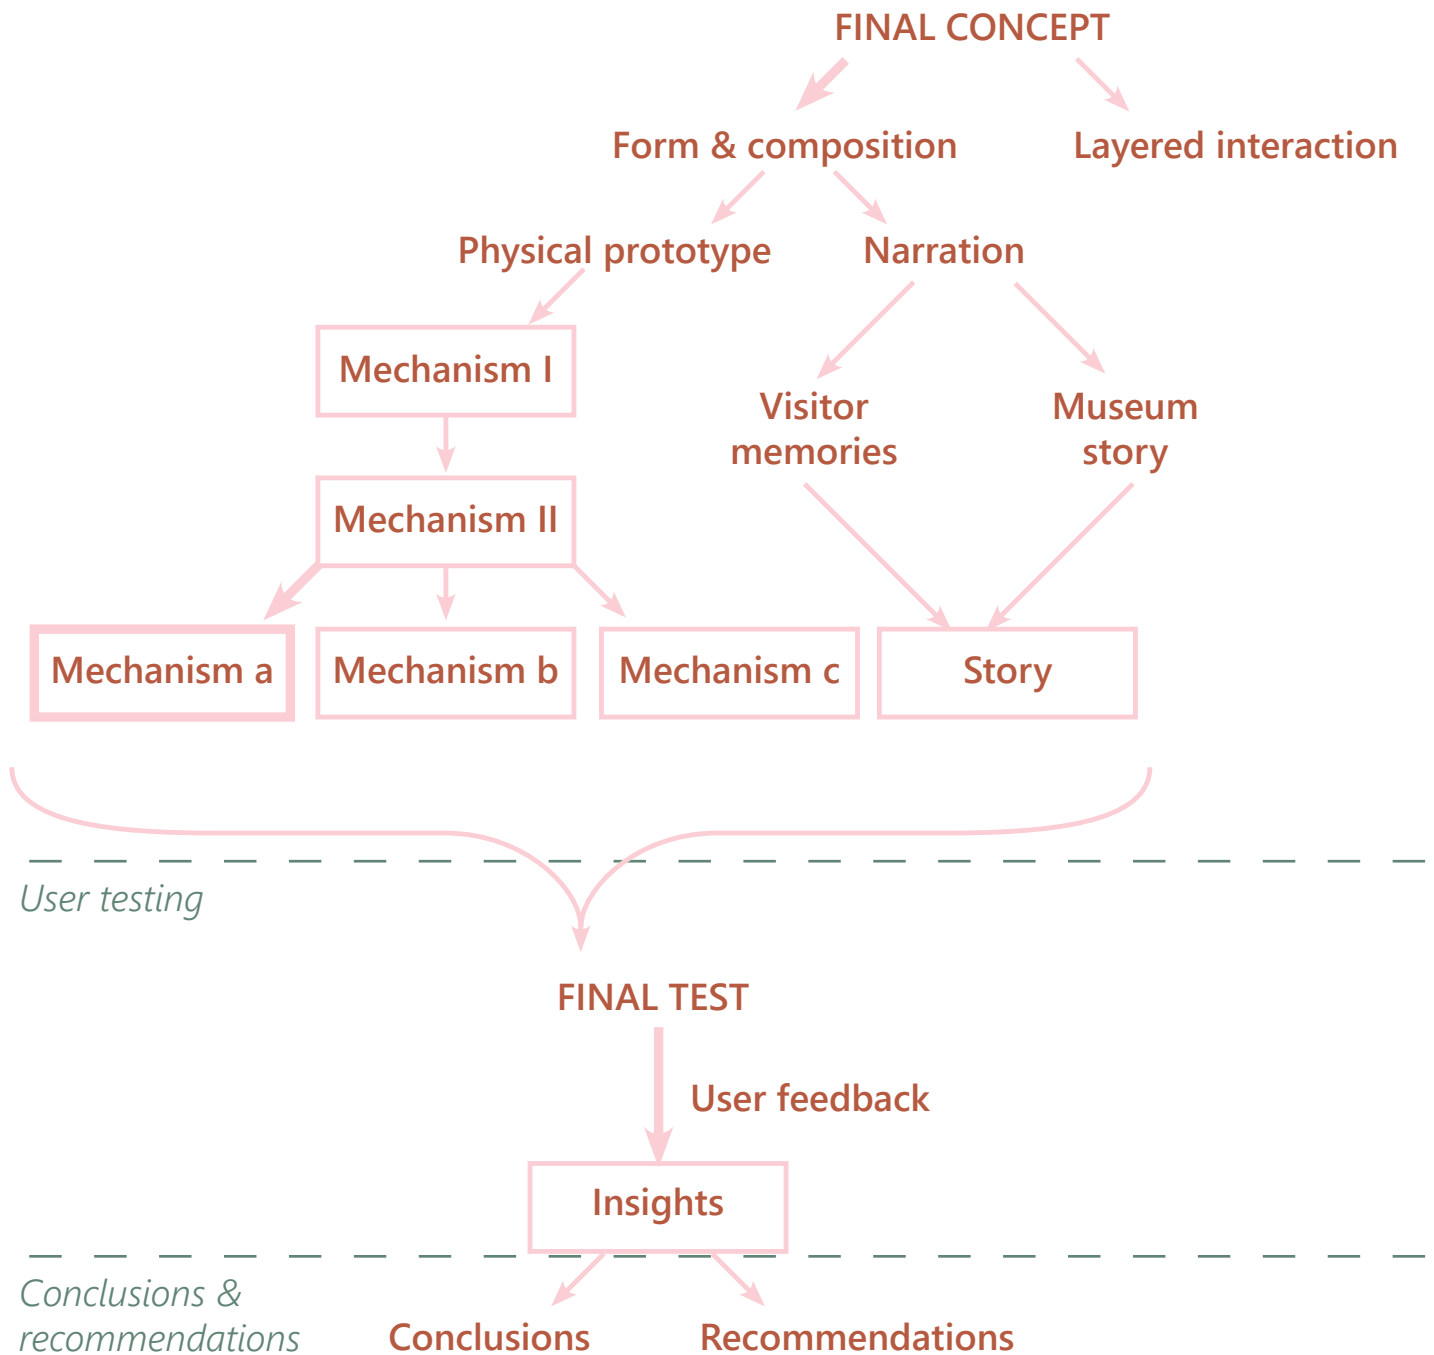 FINAL CONCEPT
Form & composition
Layered interaction
Physical prototype
Narration
Mechanism I
Visitor
memories
Museum
story
Mechanism II
Mechanism a
Mechanism b
Mechanism c
Story
User testing
FINAL TEST
User feedback
Insights
Conclusions &
recommendations
Conclusions
Recommendations